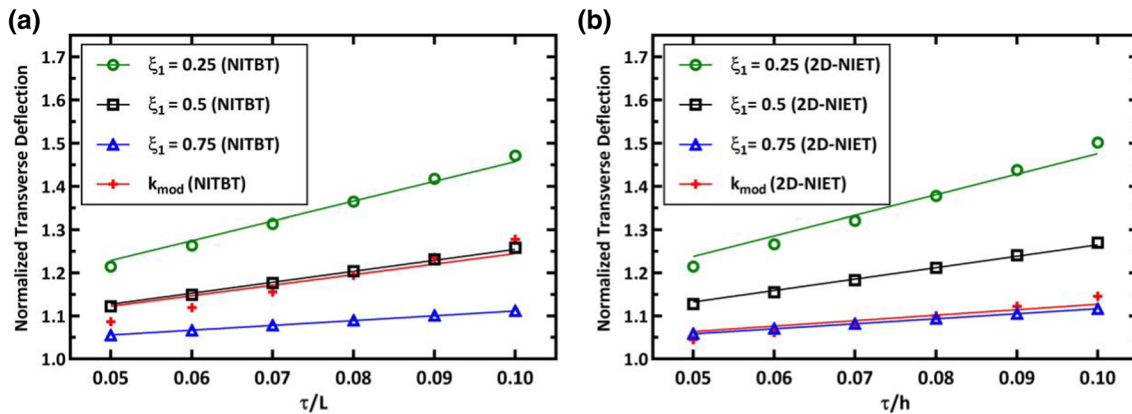 (a)
Normalized Transverse Deflection
1.7
1.6
1.5
1.4
1.3
1.2
1.1
1.0
ξ₁ = 0.25 (NITBT)
ξ₁ = 0.5 (NITBT)
ξ₁ = 0.75 (NITBT)
k_mod (NITBT)
0.05 0.06 0.07 0.08 0.09 0.10
τ/L
(b)
Normalized Transverse Deflection
1.7
1.6
1.5
1.4
1.3
1.2
1.1
1.0
ξ₁ = 0.25 (2D-NIET)
ξ₁ = 0.5 (2D-NIET)
ξ₁ = 0.75 (2D-NIET)
k_mod (2D-NIET)
0.05 0.06 0.07 0.08 0.09 0.10
τ/h